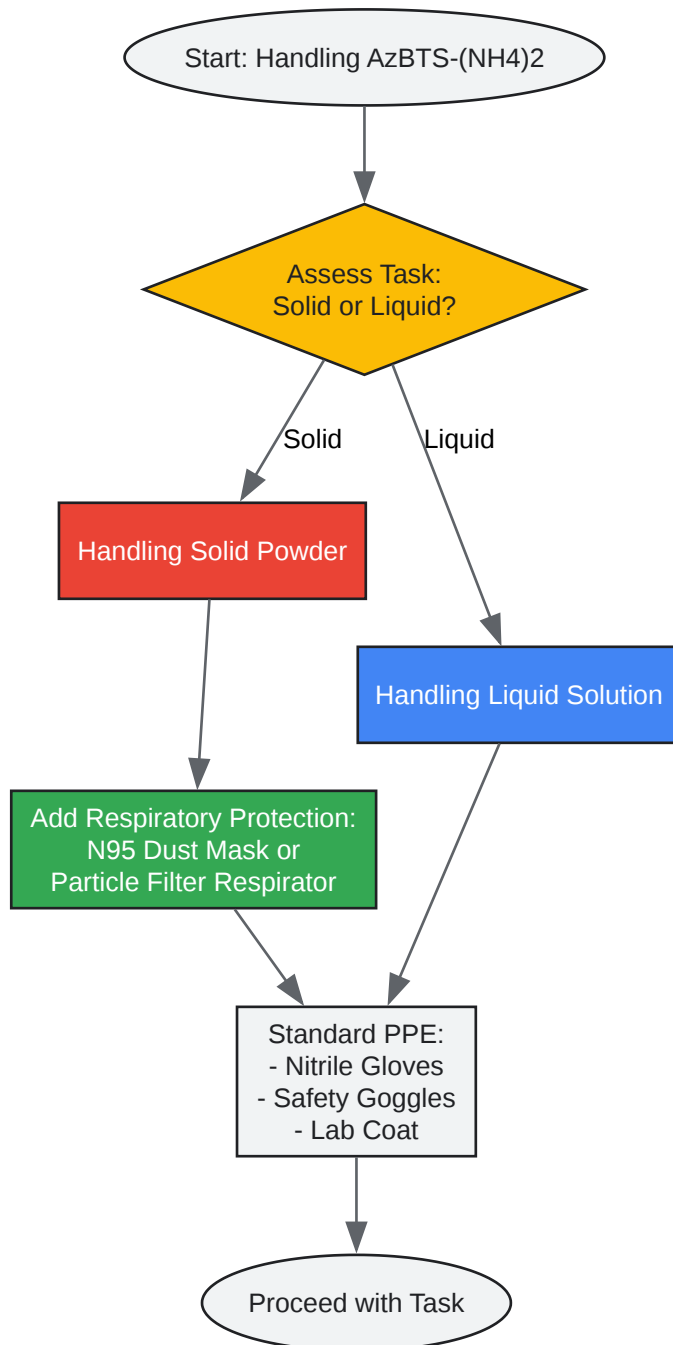 Start: Handling AzBTS-(NH4)2
Assess Task:
Solid or Liquid?
Solid
Liquid
Handling Solid Powder
Handling Liquid Solution
Add Respiratory Protection:
N95 Dust Mask or
Particle Filter Respirator
Standard PPE:
- Nitrile Gloves
- Safety Goggles
- Lab Coat
Proceed with Task